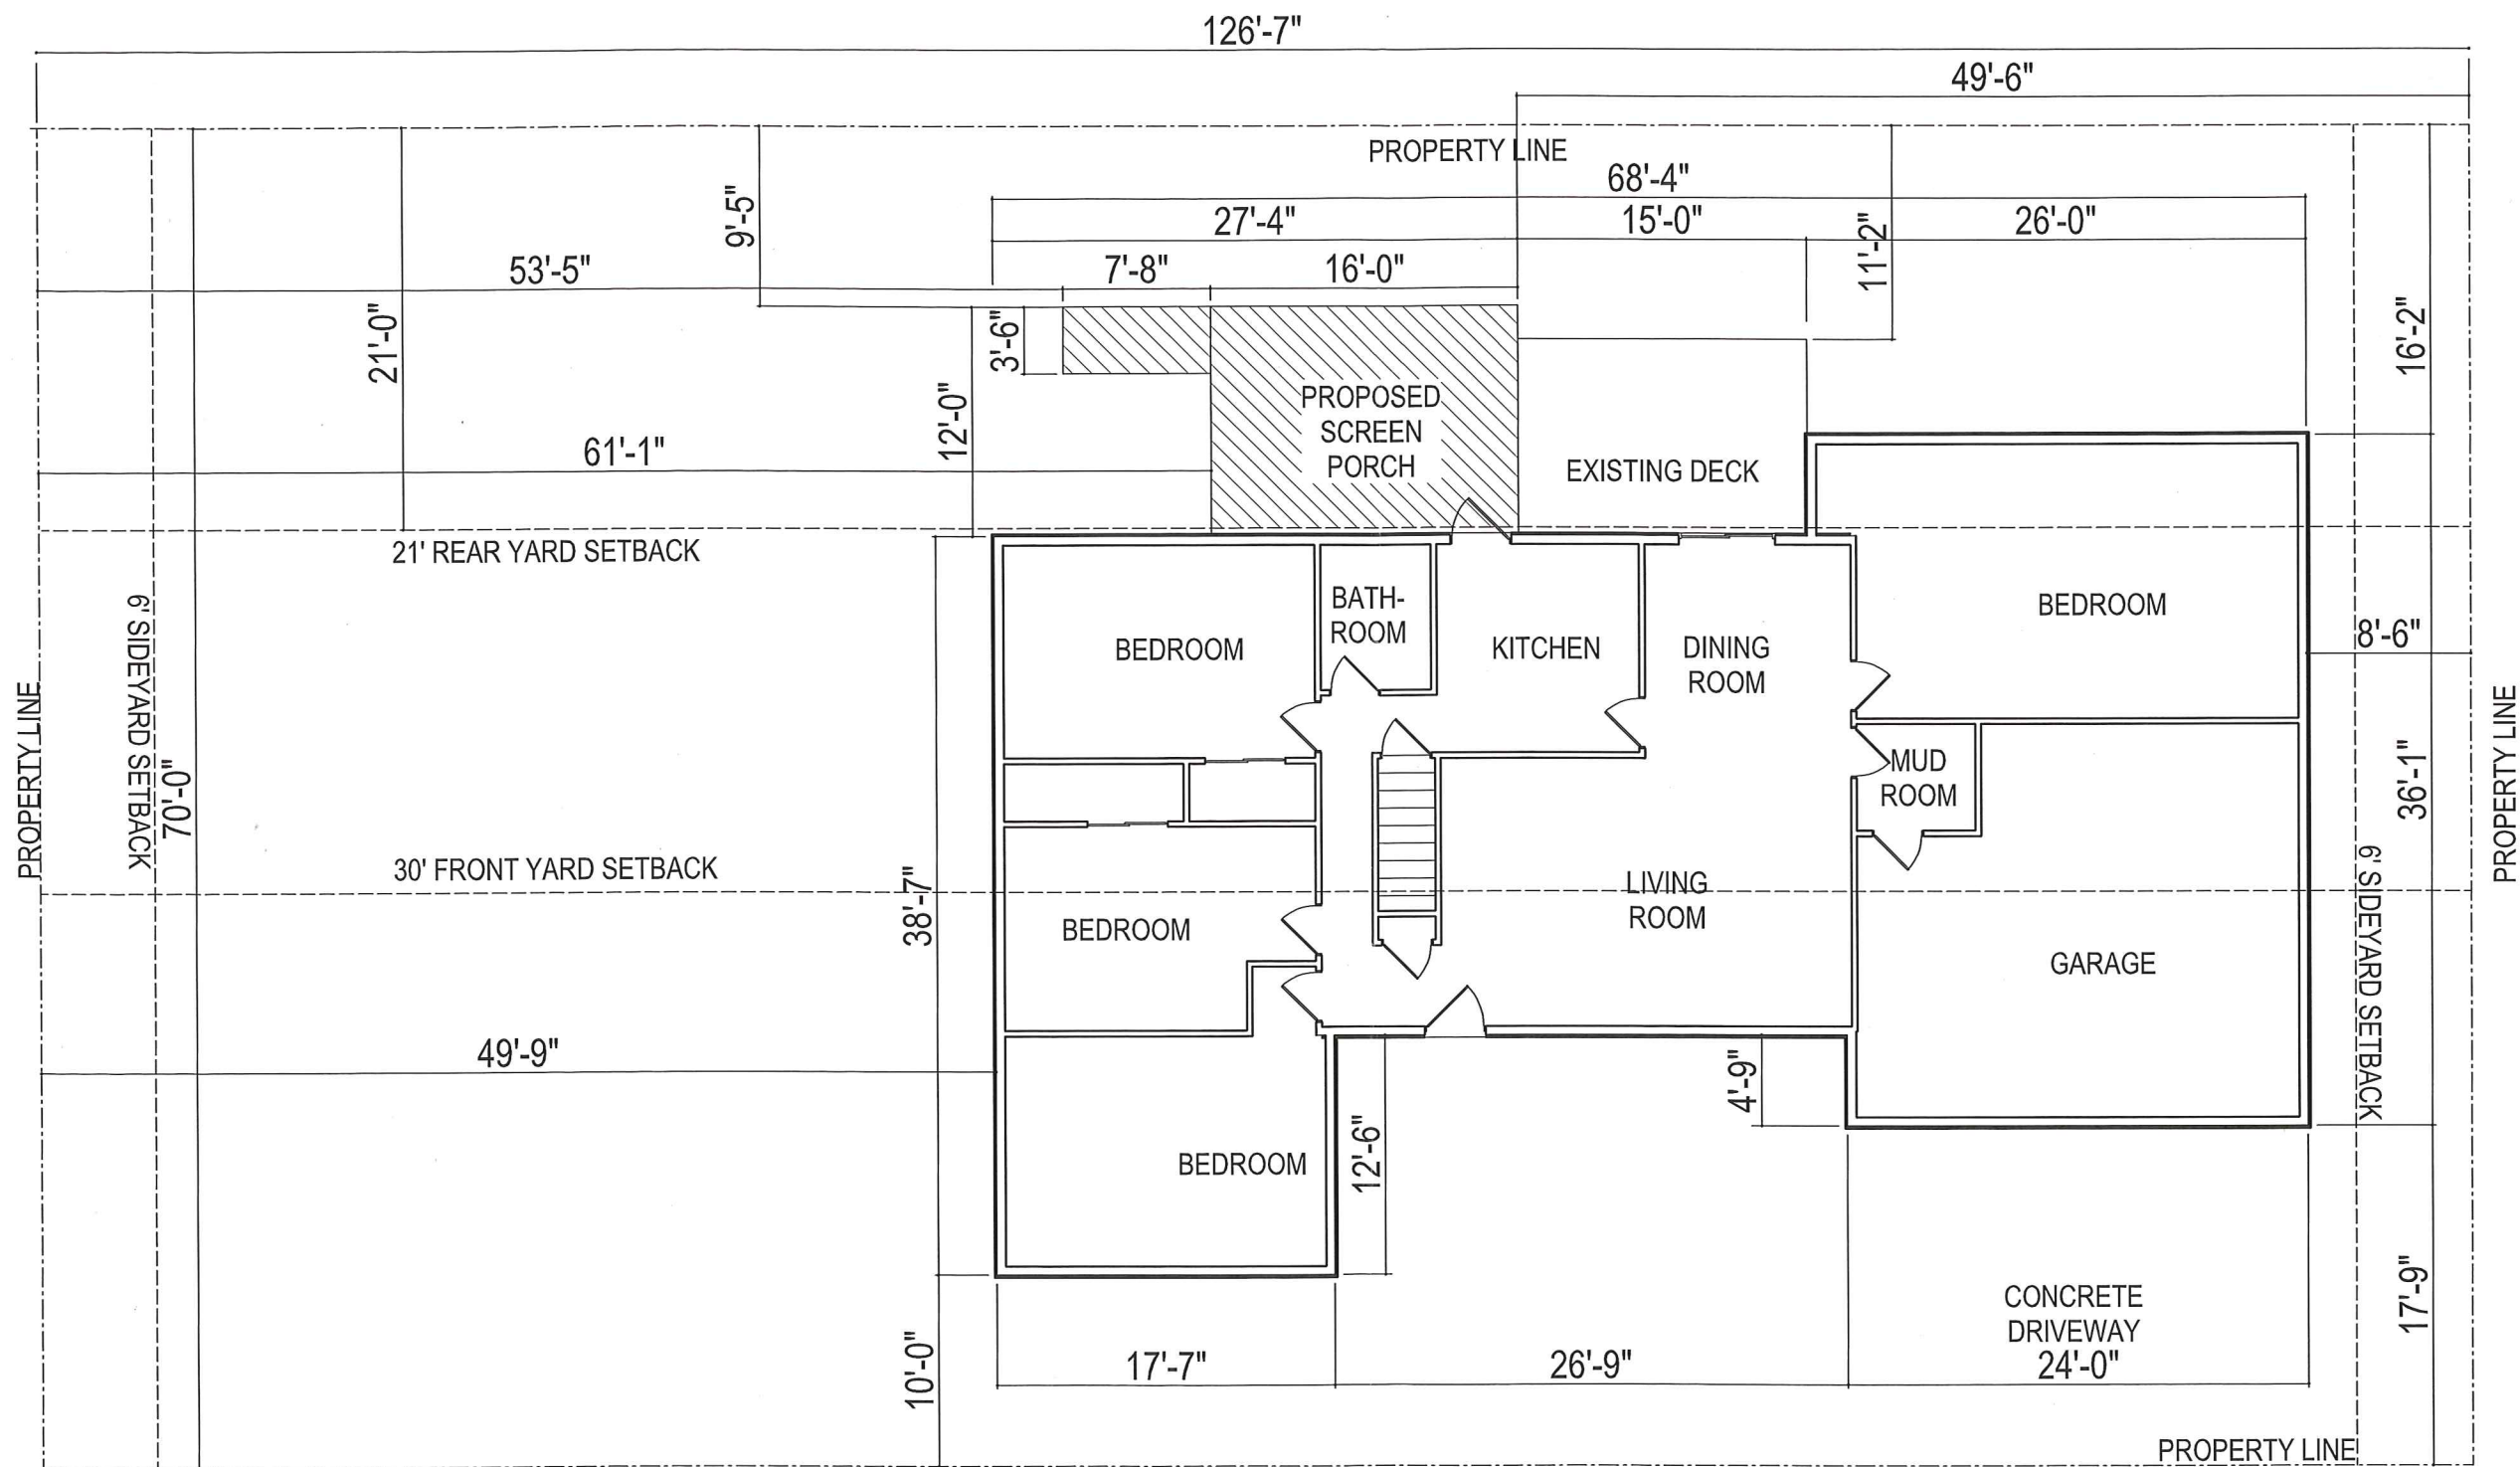 126'-7"
49'-6"
PROPERTY LINE
68'-4"
27'-4"
15'-0"
26'-0"
9'-5"
11'-2"
53'-5"
7'-8"
16'-0"
21'-0"
3'-6"
16'-2"
12'-0"
PROPOSED
SCREEN
PORCH
61'-1"
EXISTING DECK
21' REAR YARD SETBACK
BEDROOM
BATH-
ROOM
KITCHEN
DINING
ROOM
BEDROOM
8'-6"
PROPERTY LINE
6' SIDEYARD SETBACK
70'-0"
MUD
ROOM
36'-1"
PROPERTY LINE
30' FRONT YARD SETBACK
38'-7"
BEDROOM
LIVING
ROOM
GARAGE
6' SIDEYARD SETBACK
49'-9"
4'-9"
12'-6"
BEDROOM
10'-0"
17'-7"
26'-9"
CONCRETE
DRIVEWAY
24'-0"
17'-9"
PROPERTY LINE